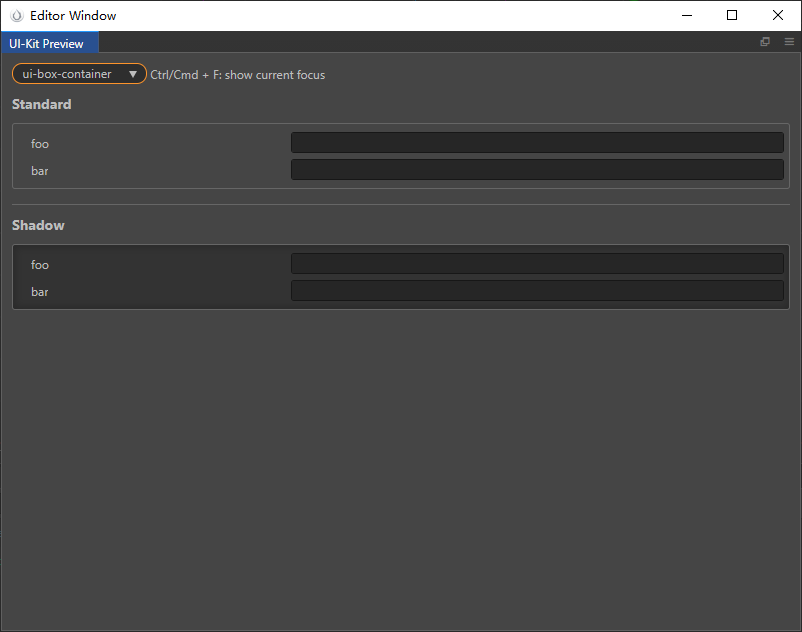 Editor Window
UI-Kit Preview
ui-box-container Ctrl/Cmd + F: show current focus
Standard
foo
bar
Shadow
foo
bar